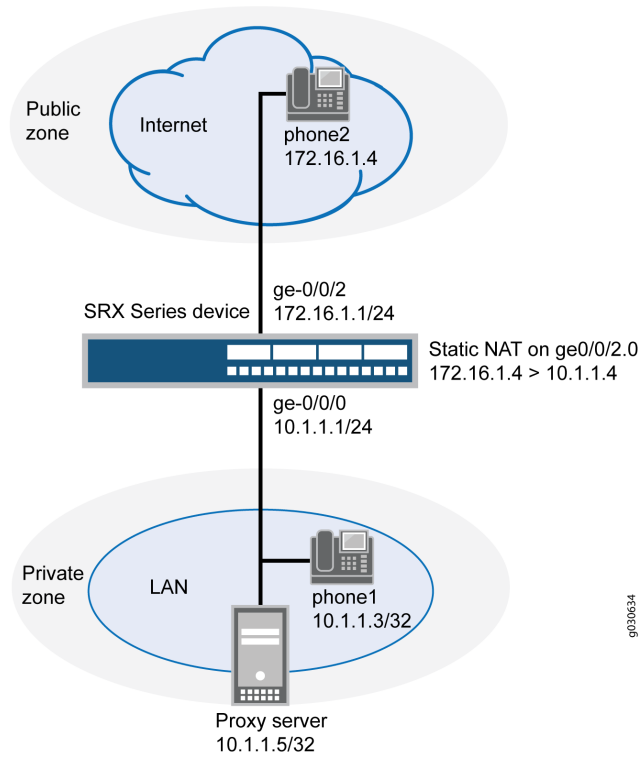 Public
zone
Internet
phone2
172.16.1.4
ge-0/0/2
172.16.1.1/24
SRX Series device
Static NAT on ge0/0/2.0
172.16.1.4 > 10.1.1.4
ge-0/0/0
10.1.1.1/24
Private
zone
LAN
phone1
10.1.1.3/32
Proxy server
10.1.1.5/32
g030634